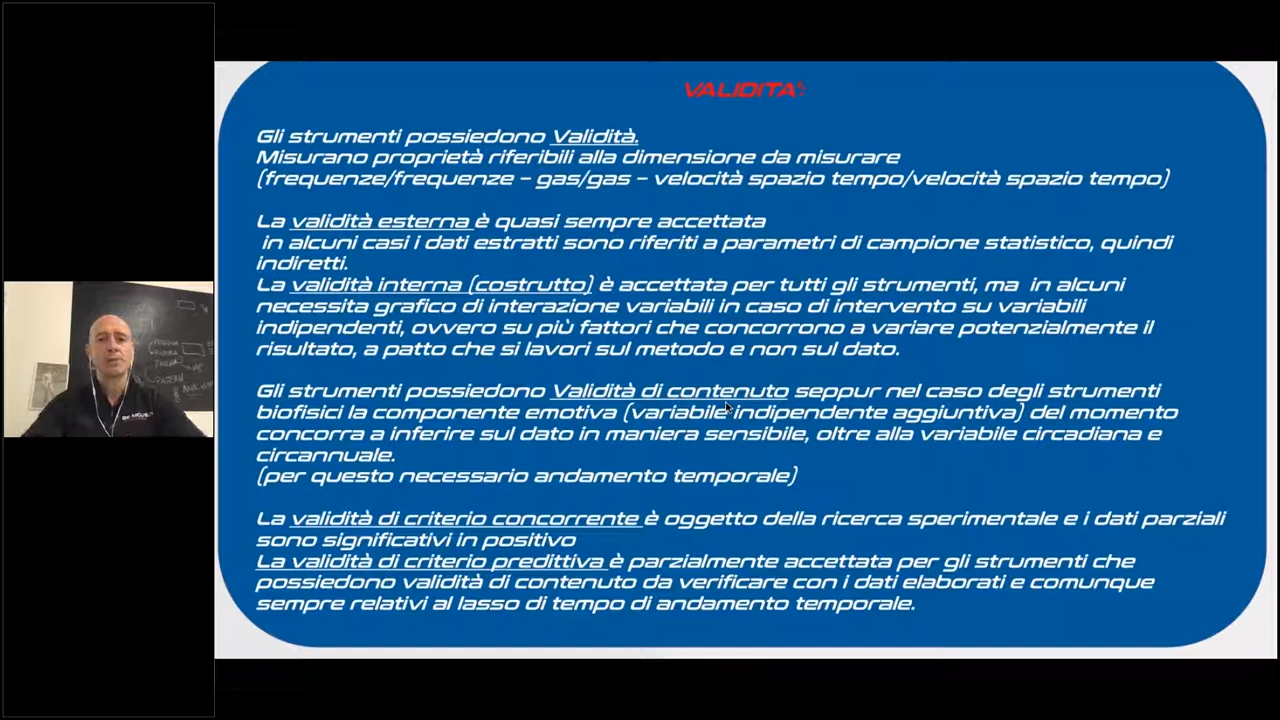 VALIDITA'
Gli strumenti possiedono Validità.
Misurano proprietà riferibili alla dimensione da misurare
(frequenze/frequenze – gas/gas – velocità spazio tempo/velocità spazio tempo)
La validità esterna è quasi sempre accettata
in alcuni casi i dati estratti sono riferiti a parametri di campione statistico, quindi
indiretti.
La validità interna (costrutto) è accettata per tutti gli strumenti, ma in alcuni
necessita grafico di interazione variabili in caso di intervento su variabili
indipendenti, ovvero su più fattori che concorrono a variare potenzialmente il
risultato, a patto che si lavori sul metodo e non sul dato.
Gli strumenti possiedono Validità di contenuto seppur nel caso degli strumenti
biofisici la componente emotiva (variabile indipendente aggiuntiva) del momento
concorra a inferire sul dato in maniera sensibile, oltre alla variabile circadiana e
circannuale.
(per questo necessario andamento temporale)
La validità di criterio concorrente è oggetto della ricerca sperimentale e i dati parziali
sono significativi in positivo
La validità di criterio predittiva è parzialmente accettata per gli strumenti che
possiedono validità di contenuto da verificare con i dati elaborati e comunque
sempre relativi al lasso di tempo di andamento temporale.